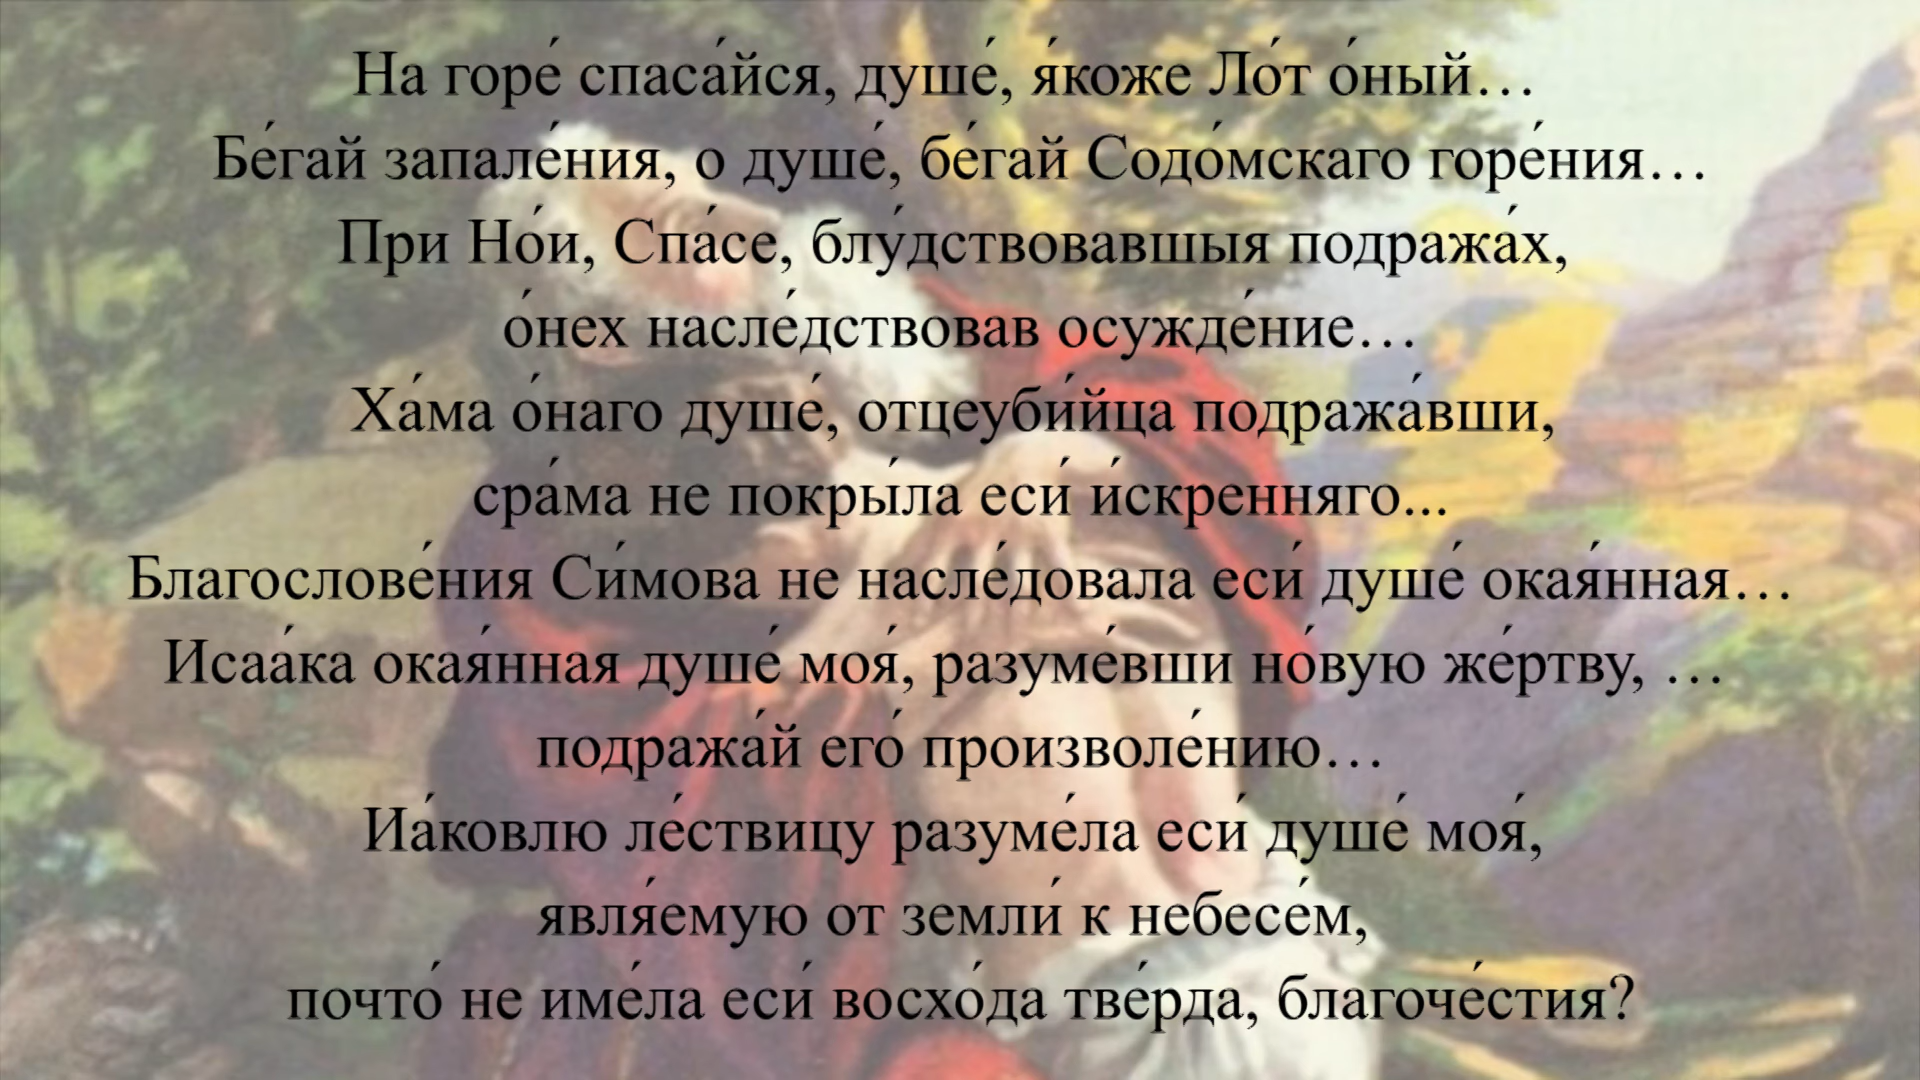 На горе́ спаса́йся, душе́, я́коже Ло́т о́ный…
Бе́гай запале́ния, о душе́, бе́гай Содо́мскаго горе́ния…
При Но́и, Спа́се, блу́дствовавшыя подража́х,
о́нех насле́дствовав осужде́ние…
Ха́ма о́наго душе́, отцеуби́йца подража́вши,
сра́ма не покры́ла еси́ и́скренняго...
Благослове́ния Си́мова не насле́довала еси́ душе́ окая́нная…
Исаа́ка окая́нная душе́ моя́, разуме́вши но́вую же́ртву, …
подража́й его́ произволе́нию…
Иа́ковлю ле́ствицу разуме́ла еси́ душе́ моя́,
явля́емую от земли́ к небесе́м,
почто́ не име́ла еси́ восхо́да тве́рда, благоче́стия?